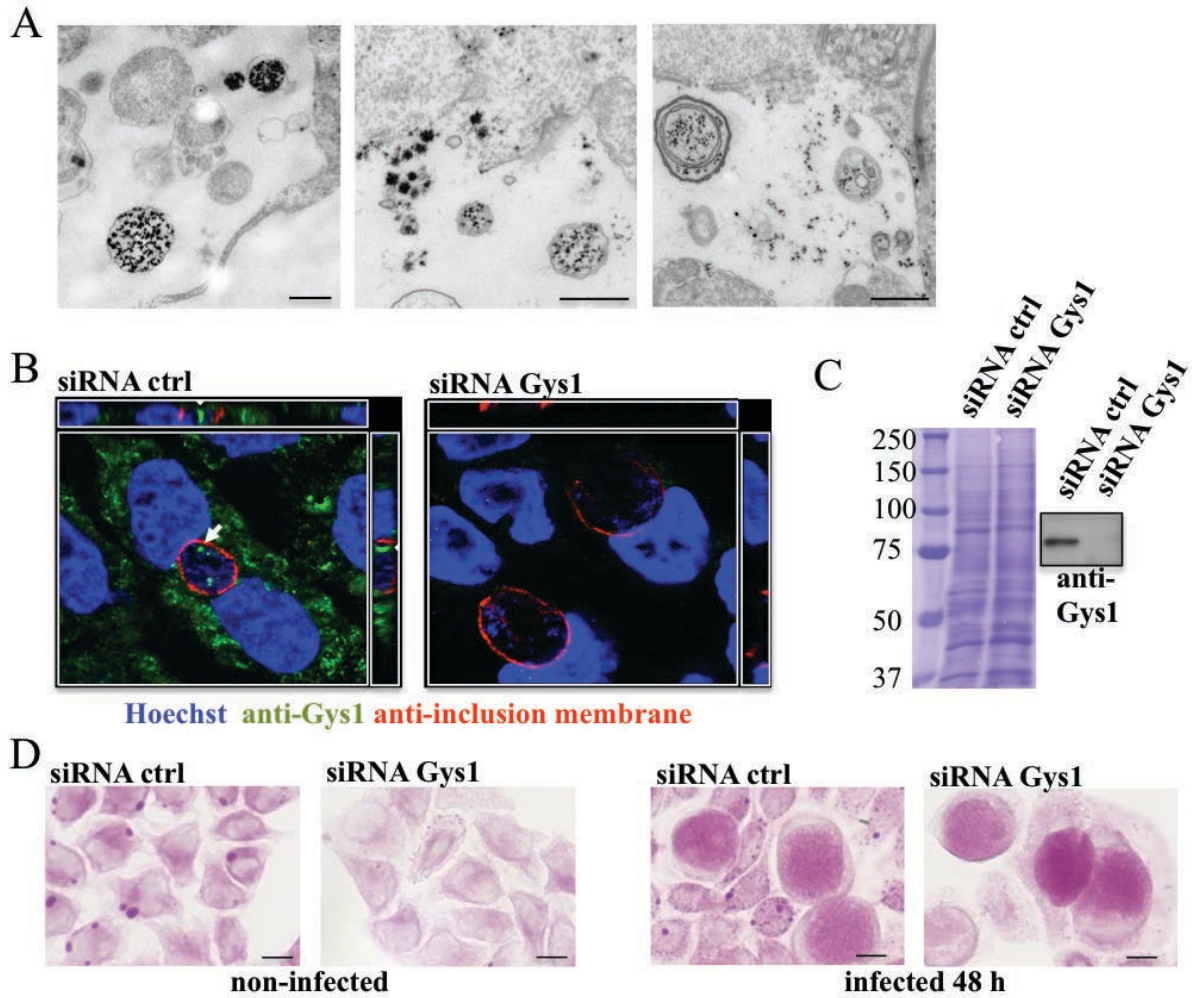 A
B
siRNA ctrl
siRNA Gys1
Hoechst anti-Gys1 anti-inclusion membrane
C
siRNA ctrl
siRNA Gys1
siRNA ctrl
siRNA Gys1
250
150
100
75
50
37
anti-
Gys1
D
siRNA ctrl
siRNA Gys1
siRNA ctrl
siRNA Gys1
non-infected
infected 48 h